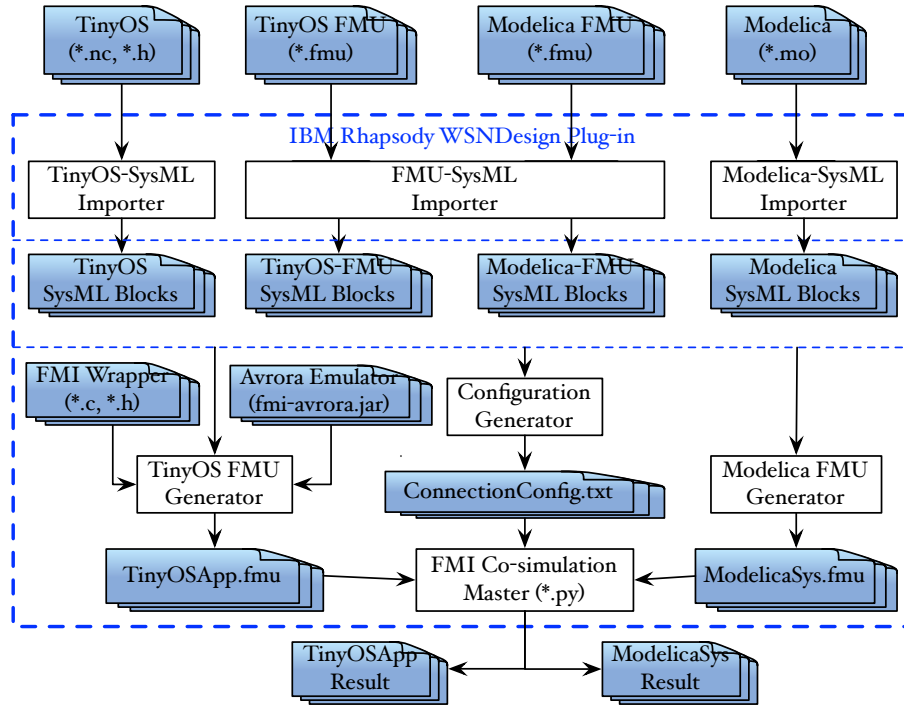 TinyOS
(*.nc, *.h)
TinyOS FMU
(*.fmu)
Modelica FMU
(*.fmu)
Modelica
(*.mo)
IBM Rhapsody WSNDesign Plug-in
TinyOS-SysML
Importer
FMU-SysML
Importer
Modelica-SysML
Importer
TinyOS
SysML Blocks
TinyOS-FMU
SysML Blocks
Modelica-FMU
SysML Blocks
Modelica
SysML Blocks
FMI Wrapper
(*.c, *.h)
Avrora Emulator
(fmi-avrora.jar)
Configuration
Generator
TinyOS FMU
Generator
ConnectionConfig.txt
Modelica FMU
Generator
TinyOSApp.fmu
FMI Co-simulation
Master (*.py)
ModelicaSys.fmu
TinyOSApp
Result
ModelicaSys
Result